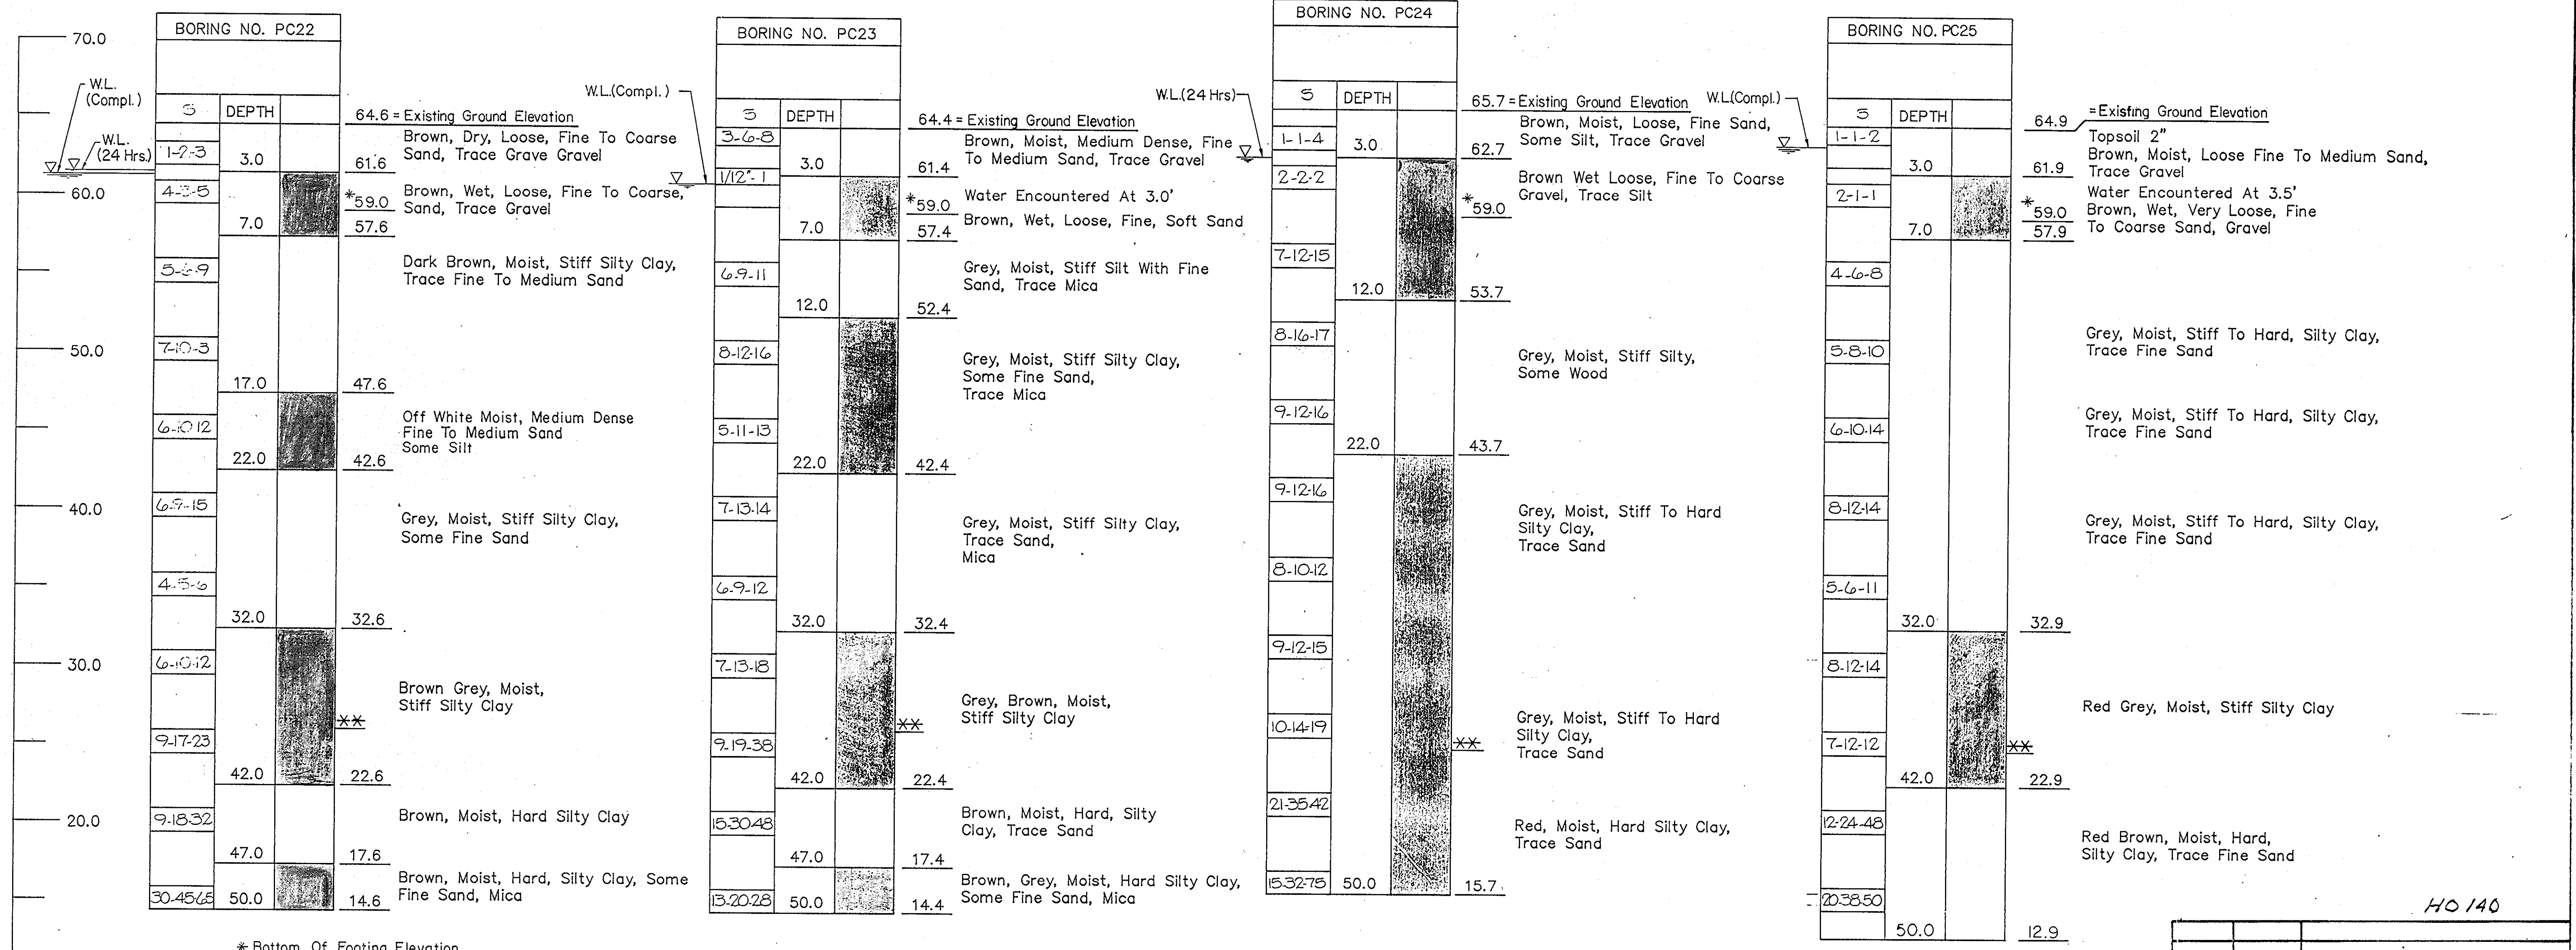 70.0
60.0
50.0
40.0
30.0
20.0
BORING NO. PC22
W.L.
(Compl.)
W.L.
(24 Hrs.)
S DEPTH
64.6 = Existing Ground Elevation
1-2-3 3.0 61.6
Brown, Dry, Loose, Fine To Coarse
Sand, Trace Grave Gravel
4-3-5 *59.0
Brown, Wet, Loose, Fine To Coarse,
Sand, Trace Gravel
7.0 57.6
5-6-9
Dark Brown, Moist, Stiff Silty Clay,
Trace Fine To Medium Sand
7-10-3
17.0 47.6
6-10-12
Off White Moist, Medium Dense
Fine To Medium Sand
Some Silt
22.0 42.6
6-9-15
Grey, Moist, Stiff Silty Clay,
Some Fine Sand
4-5-6
32.0 32.6
6-10-12
Brown Grey, Moist,
Stiff Silty Clay
**
9-17-23
42.0 22.6
9-18-32
Brown, Moist, Hard Silty Clay
47.0 17.6
Brown, Moist, Hard, Silty Clay, Some
Fine Sand, Mica
30-45-65 50.0 14.6
* Bottom Of Footing Elevation
BORING NO. PC23
W.L.(Compl.)
S DEPTH
64.4 = Existing Ground Elevation
3-6-8
Brown, Moist, Medium Dense, Fine
To Medium Sand, Trace Gravel
3.0 61.4
1/12"-1
*59.0 Water Encountered At 3.0'
Brown, Wet, Loose, Fine, Soft Sand
7.0 57.4
6-9-11
Grey, Moist, Stiff Silt With Fine
Sand, Trace Mica
12.0 52.4
8-12-16
Grey, Moist, Stiff Silty Clay,
Some Fine Sand,
Trace Mica
5-11-13
22.0 42.4
7-13-14
Grey, Moist, Stiff Silty Clay,
Trace Sand,
Mica
6-9-12
32.0 32.4
7-13-18
Grey, Brown, Moist,
Stiff Silty Clay
**
9-19-38
42.0 22.4
15-30-48
Brown, Moist, Hard, Silty
Clay, Trace Sand
47.0 17.4
Brown, Grey, Moist, Hard Silty Clay,
Some Fine Sand, Mica
13-20-28 50.0 14.4
BORING NO. PC24
W.L.(24 Hrs)
S DEPTH
65.7 = Existing Ground Elevation
1-1-4
Brown, Moist, Loose, Fine Sand,
Some Silt, Trace Gravel
3.0 62.7
2-2-2
Brown Wet Loose, Fine To Coarse
Gravel, Trace Silt
*59.0
7-12-15
12.0 53.7
8-16-17
Grey, Moist, Stiff Silty,
Some Wood
9-12-16
22.0 43.7
9-12-16
Grey, Moist, Stiff To Hard
Silty Clay,
Trace Sand
8-10-12
9-12-15
10-14-19
Grey, Moist, Stiff To Hard
Silty Clay,
Trace Sand
**
21-35-42
Red, Moist, Hard Silty Clay,
Trace Sand
15-32-75 50.0 15.7
BORING NO. PC25
W.L.(Compl.)
S DEPTH
64.9 = Existing Ground Elevation
1-1-2
Topsoil 2"
Brown, Moist, Loose Fine To Medium Sand,
Trace Gravel
3.0 61.9
2-1-1
Water Encountered At 3.5'
*59.0
Brown, Wet, Very Loose, Fine
To Coarse Sand, Gravel
7.0 57.9
4-6-8
Grey, Moist, Stiff To Hard, Silty Clay,
Trace Fine Sand
5-8-10
Grey, Moist, Stiff To Hard, Silty Clay,
Trace Fine Sand
6-10-14
8-12-14
Grey, Moist, Stiff To Hard, Silty Clay,
Trace Fine Sand
5-6-11
32.0 32.9
8-12-14
Red Grey, Moist, Stiff Silty Clay
7-12-12
**
42.0 22.9
12-24-48
Red Brown, Moist, Hard,
Silty Clay, Trace Fine Sand
20-38-50
50.0 12.9
HO 140